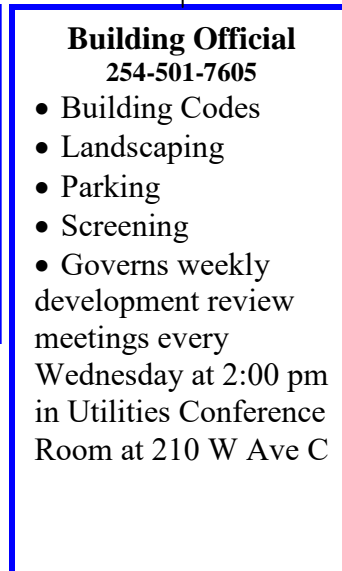 Building Official
254-501-7605
• Building Codes
• Landscaping
• Parking
• Screening
• Governs weekly
development review
meetings every
Wednesday at 2:00 pm
in Utilities Conference
Room at 210 W Ave C